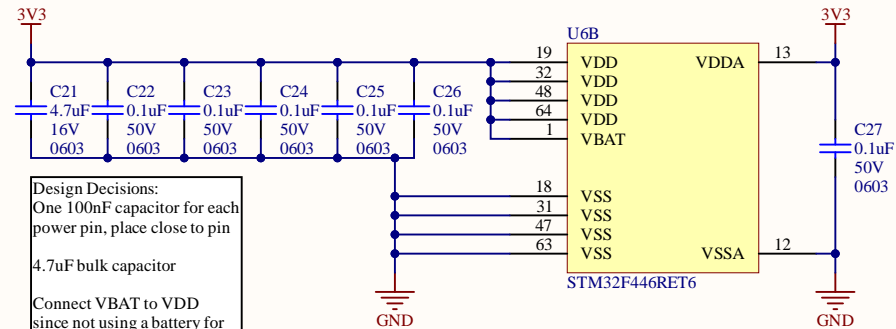 3V3
3V3
U6B
19 VDD
32 VDD
48 VDD
64 VDD
1 VBAT
VDDA 13
18 VSS
31 VSS
47 VSS
63 VSS
VSSA 12
STM32F446RET6
C21
4.7uF
16V
0603
C22
0.1uF
50V
0603
C23
0.1uF
50V
0603
C24
0.1uF
50V
0603
C25
0.1uF
50V
0603
C26
0.1uF
50V
0603
C27
0.1uF
50V
0603
Design Decisions:
One 100nF capacitor for each
power pin, place close to pin
4.7uF bulk capacitor
Connect VBAT to VDD
since not using a battery for
GND
GND